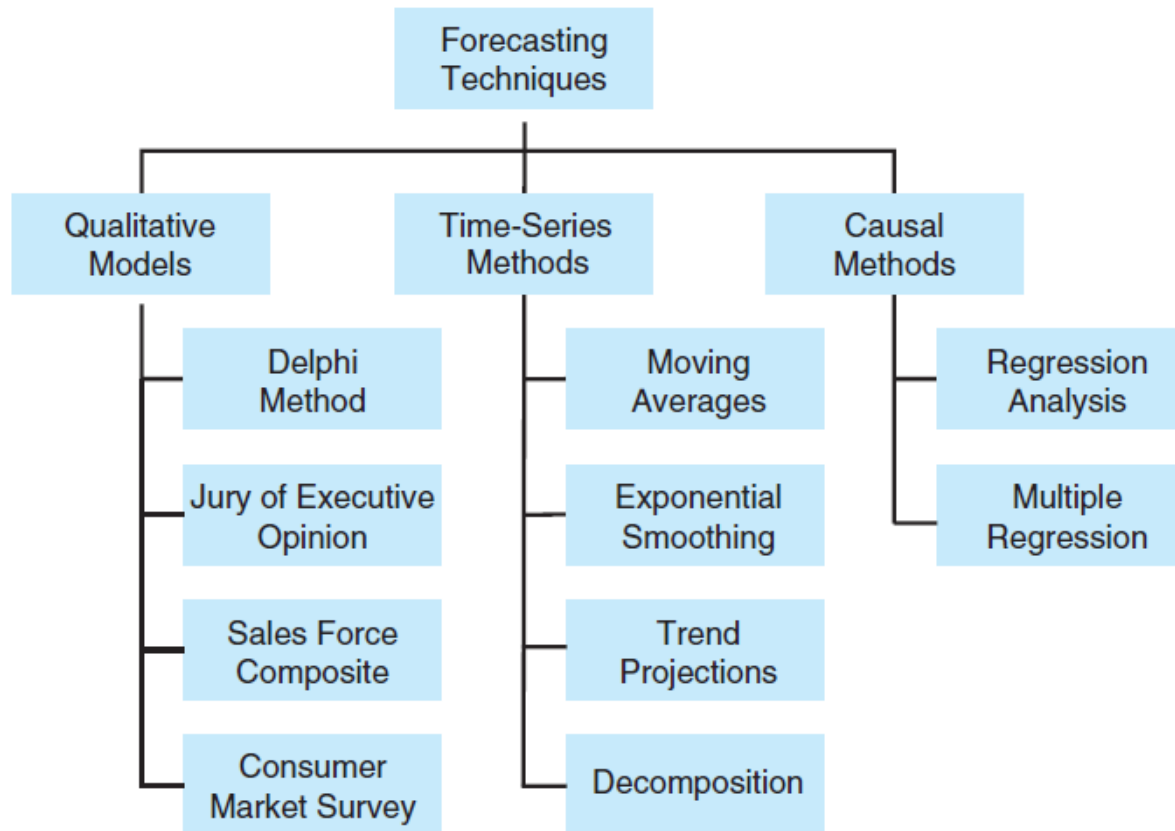 Forecasting
Techniques
Qualitative
Models
Time-Series
Methods
Causal
Methods
Delphi
Method
Moving
Averages
Regression
Analysis
Jury of Executive
Opinion
Exponential
Smoothing
Multiple
Regression
Sales Force
Composite
Trend
Projections
Consumer
Market Survey
Decomposition